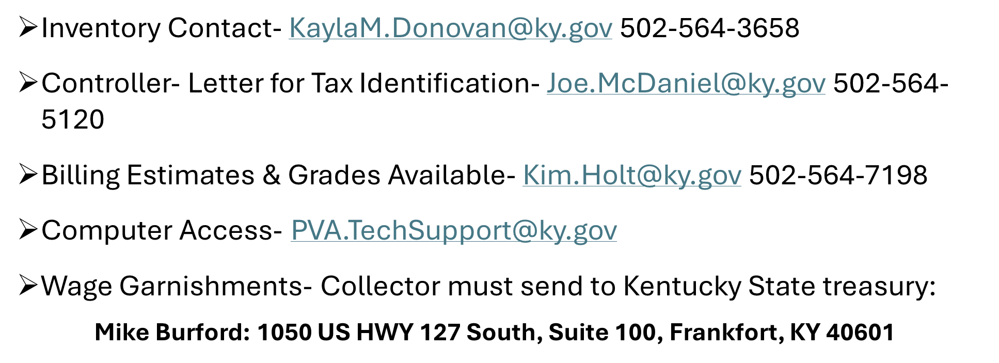 ➢Inventory Contact- KaylaM.Donovan@ky.gov 502-564-3658
➢Controller- Letter for Tax Identification- Joe.McDaniel@ky.gov 502-564-
5120
➢Billing Estimates & Grades Available- Kim.Holt@ky.gov 502-564-7198
➢Computer Access- PVA.TechSupport@ky.gov
➢Wage Garnishments- Collector must send to Kentucky State treasury:
Mike Burford: 1050 US HWY 127 South, Suite 100, Frankfort, KY 40601